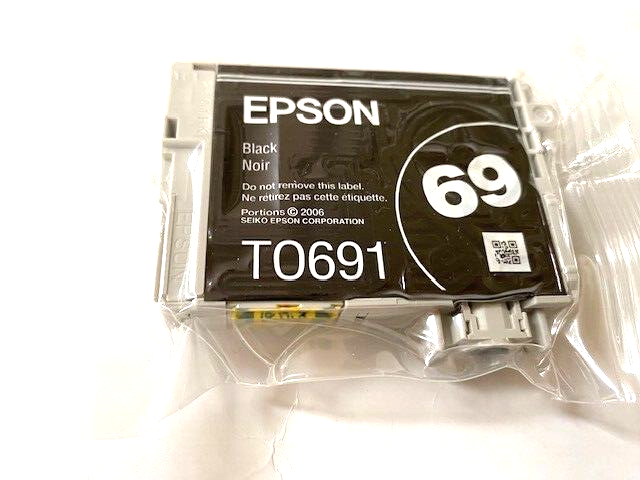 EPSON
Black
Noir
69
Do not remove this label.
Ne retirez pas cette étiquette.
Portions © 2006
SEIKO EPSON CORPORATION
T0691
EPSON